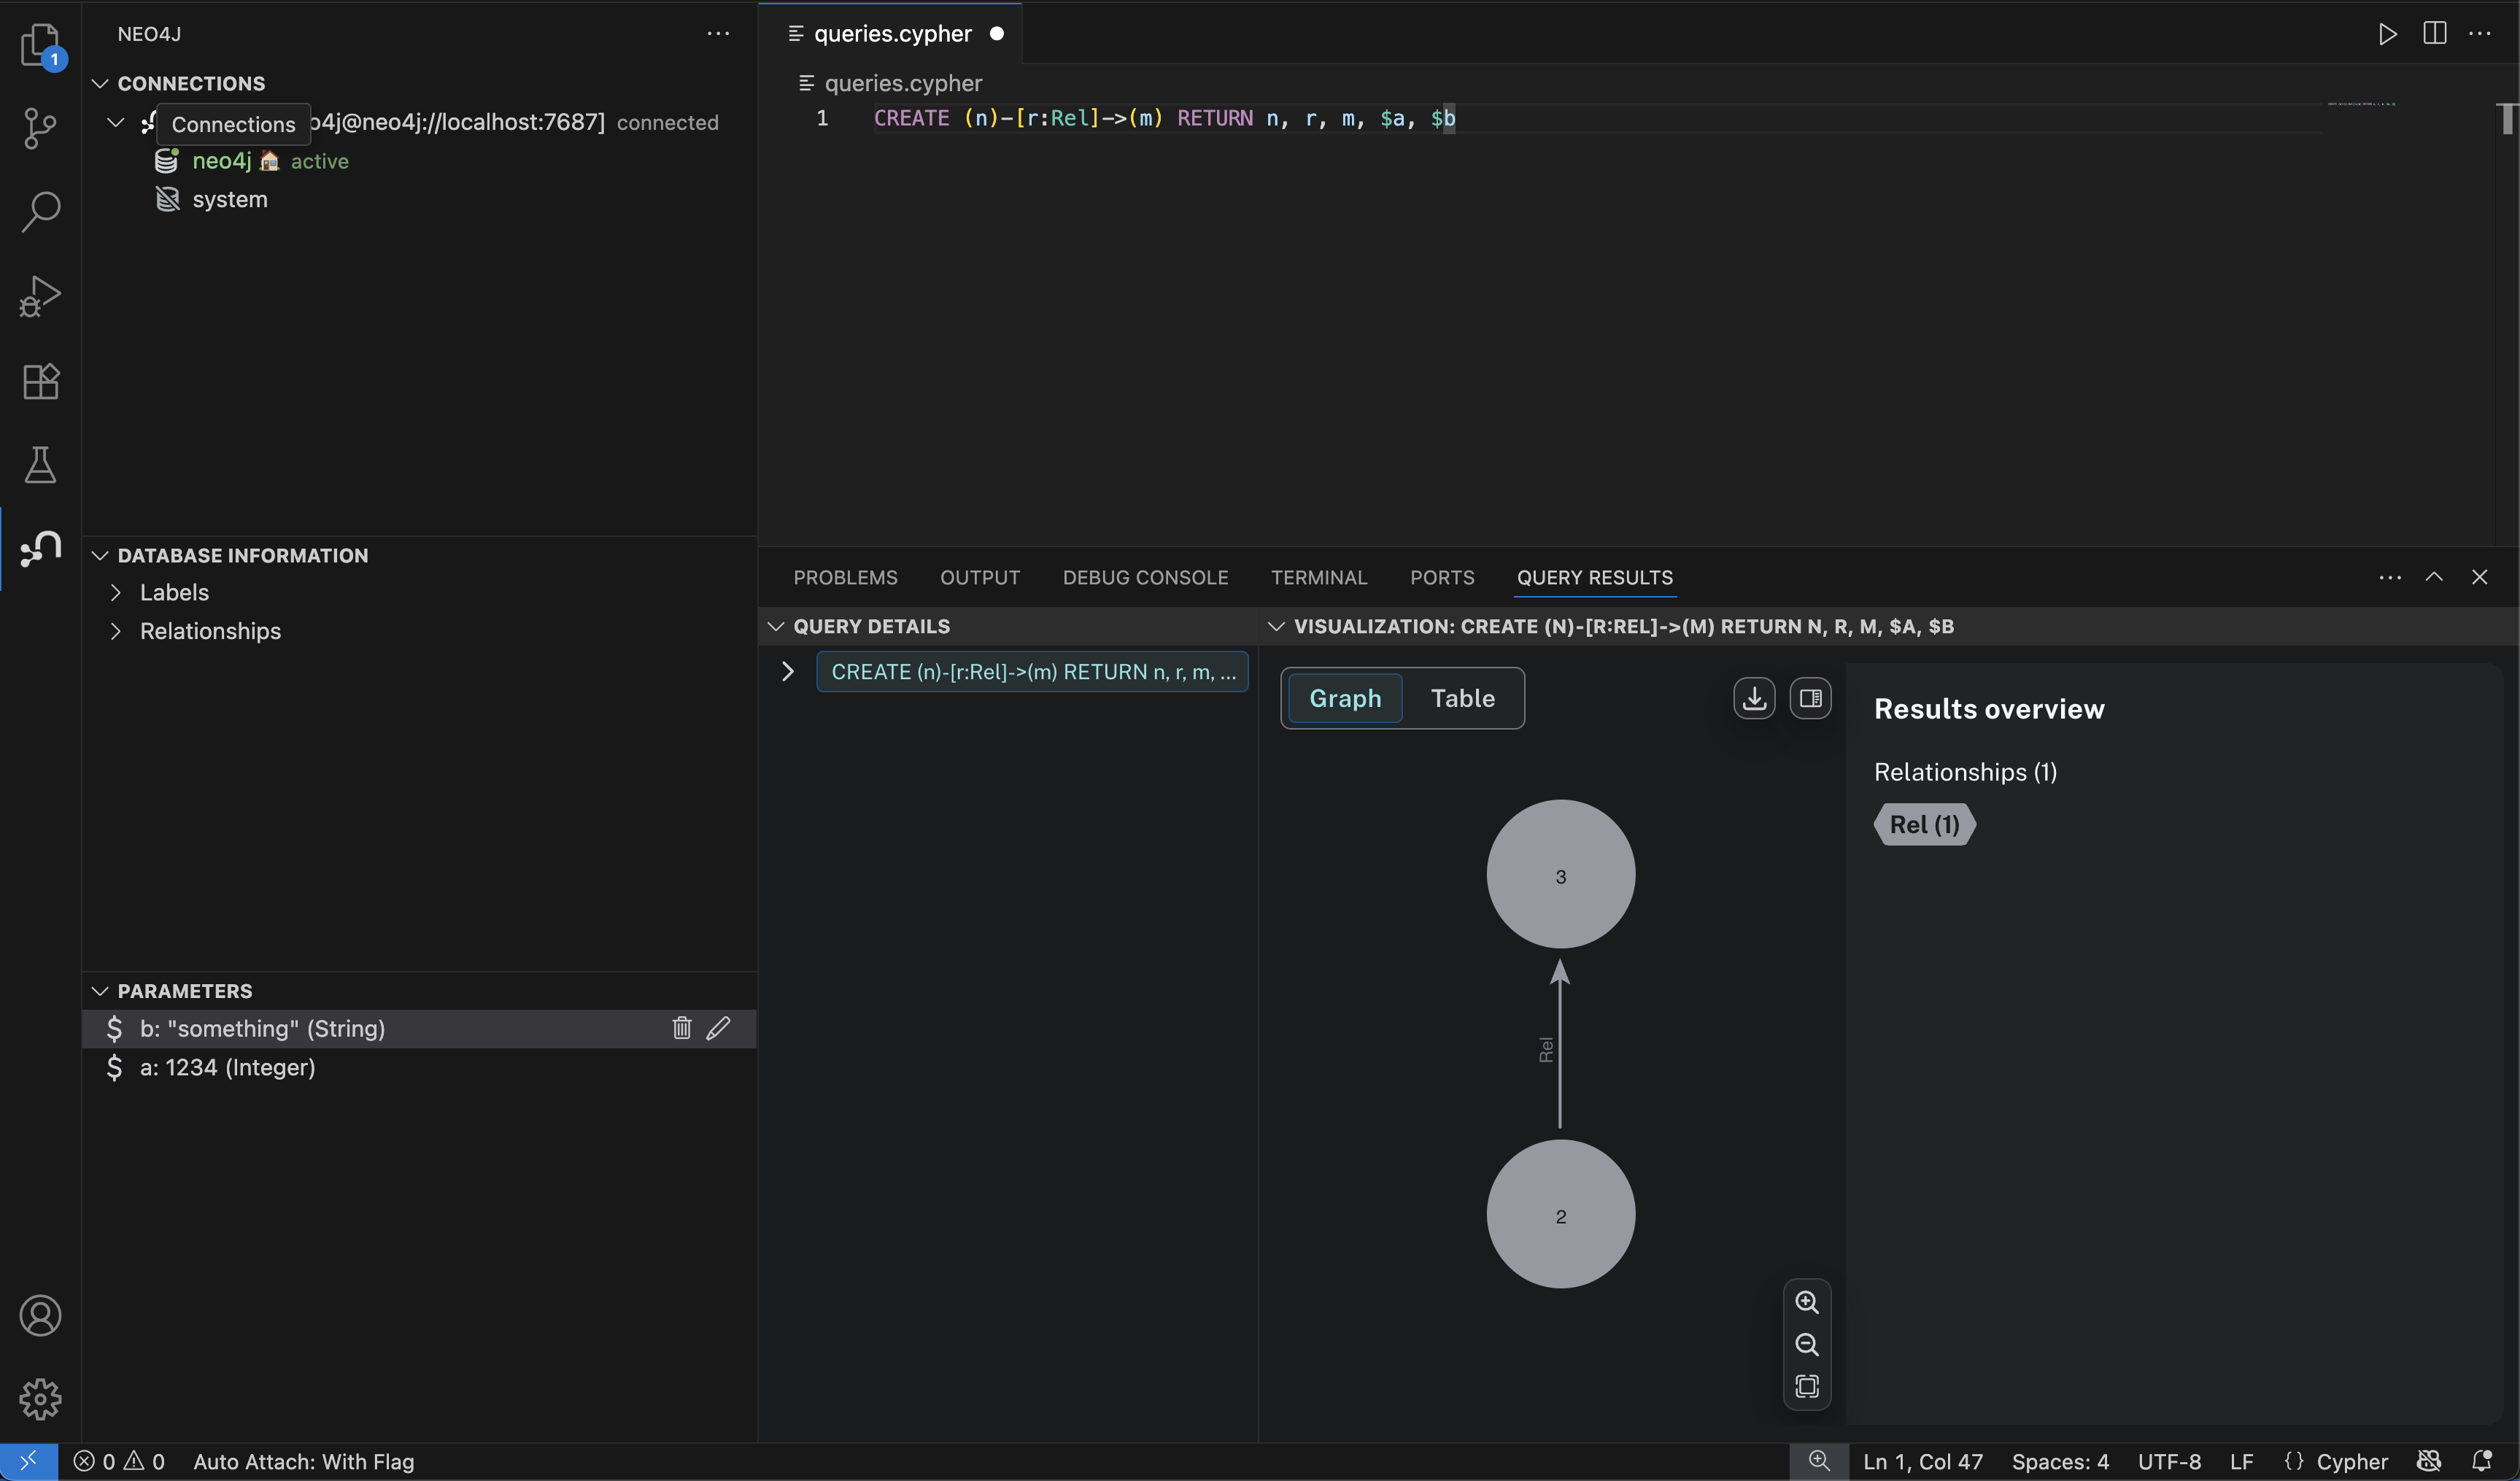 NEO4J
CONNECTIONS
Connections
o4j@neo4j://localhost:7687] connected
neo4j active
system
DATABASE INFORMATION
Labels
Relationships
PARAMETERS
$ b: "something" (String)
$ a: 1234 (Integer)
1
queries.cypher
queries.cypher
1 CREATE (n)-[r:Rel]->(m) RETURN n, r, m, $a, $b
PROBLEMS OUTPUT DEBUG CONSOLE TERMINAL PORTS QUERY RESULTS
QUERY DETAILS
CREATE (n)-[r:Rel]->(m) RETURN n, r, m, ...
VISUALIZATION: CREATE (N)-[R:REL]->(M) RETURN N, R, M, $A, $B
Graph Table
3
Rel
2
Results overview
Relationships (1)
Rel (1)
0 0 Auto Attach: With Flag
Ln 1, Col 47 Spaces: 4 UTF-8 LF {} Cypher